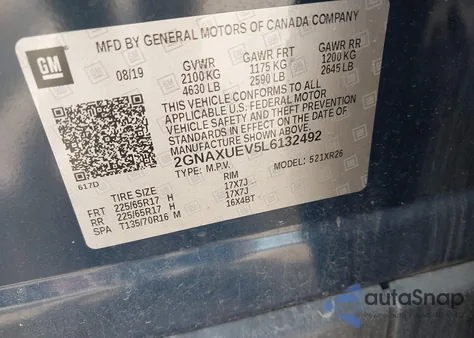 MFD BY GENERAL MOTORS OF CANADA COMPANY
GM
08/19
GVWR GAWR FRT GAWR RR
2100 KG 1175 KG 1200 KG
4630 LB 2590 LB 2645 LB
THIS VEHICLE CONFORMS TO ALL
APPLICABLE U.S. FEDERAL MOTOR
VEHICLE SAFETY AND THEFT PREVENTION
STANDARDS IN EFFECT ON THE DATE OF
MANUFACTURE SHOWN ABOVE.
2GNAXUEV5L6132492
TYPE: M.P.V. MODEL: 521XR26
617D
TIRE SIZE RIM
FRT 225/65R17 H 17X7J
RR 225/65R17 H 17X7J
SPA T135/70R16 M 16X4BT
autoSnap